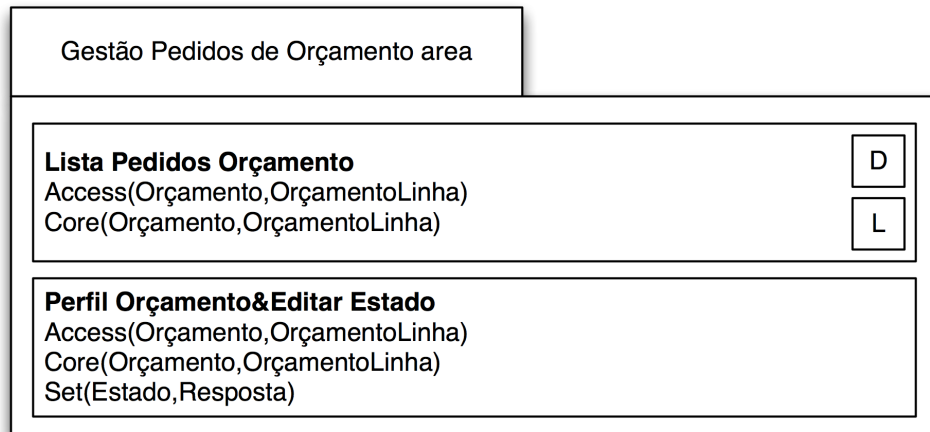 Gestão Pedidos de Orçamento area
Lista Pedidos Orçamento
D
Access(Orçamento,OrçamentoLinha)
Core(Orçamento,OrçamentoLinha)
L
Perfil Orçamento&Editar Estado
Access(Orçamento,OrçamentoLinha)
Core(Orçamento,OrçamentoLinha)
Set(Estado,Resposta)